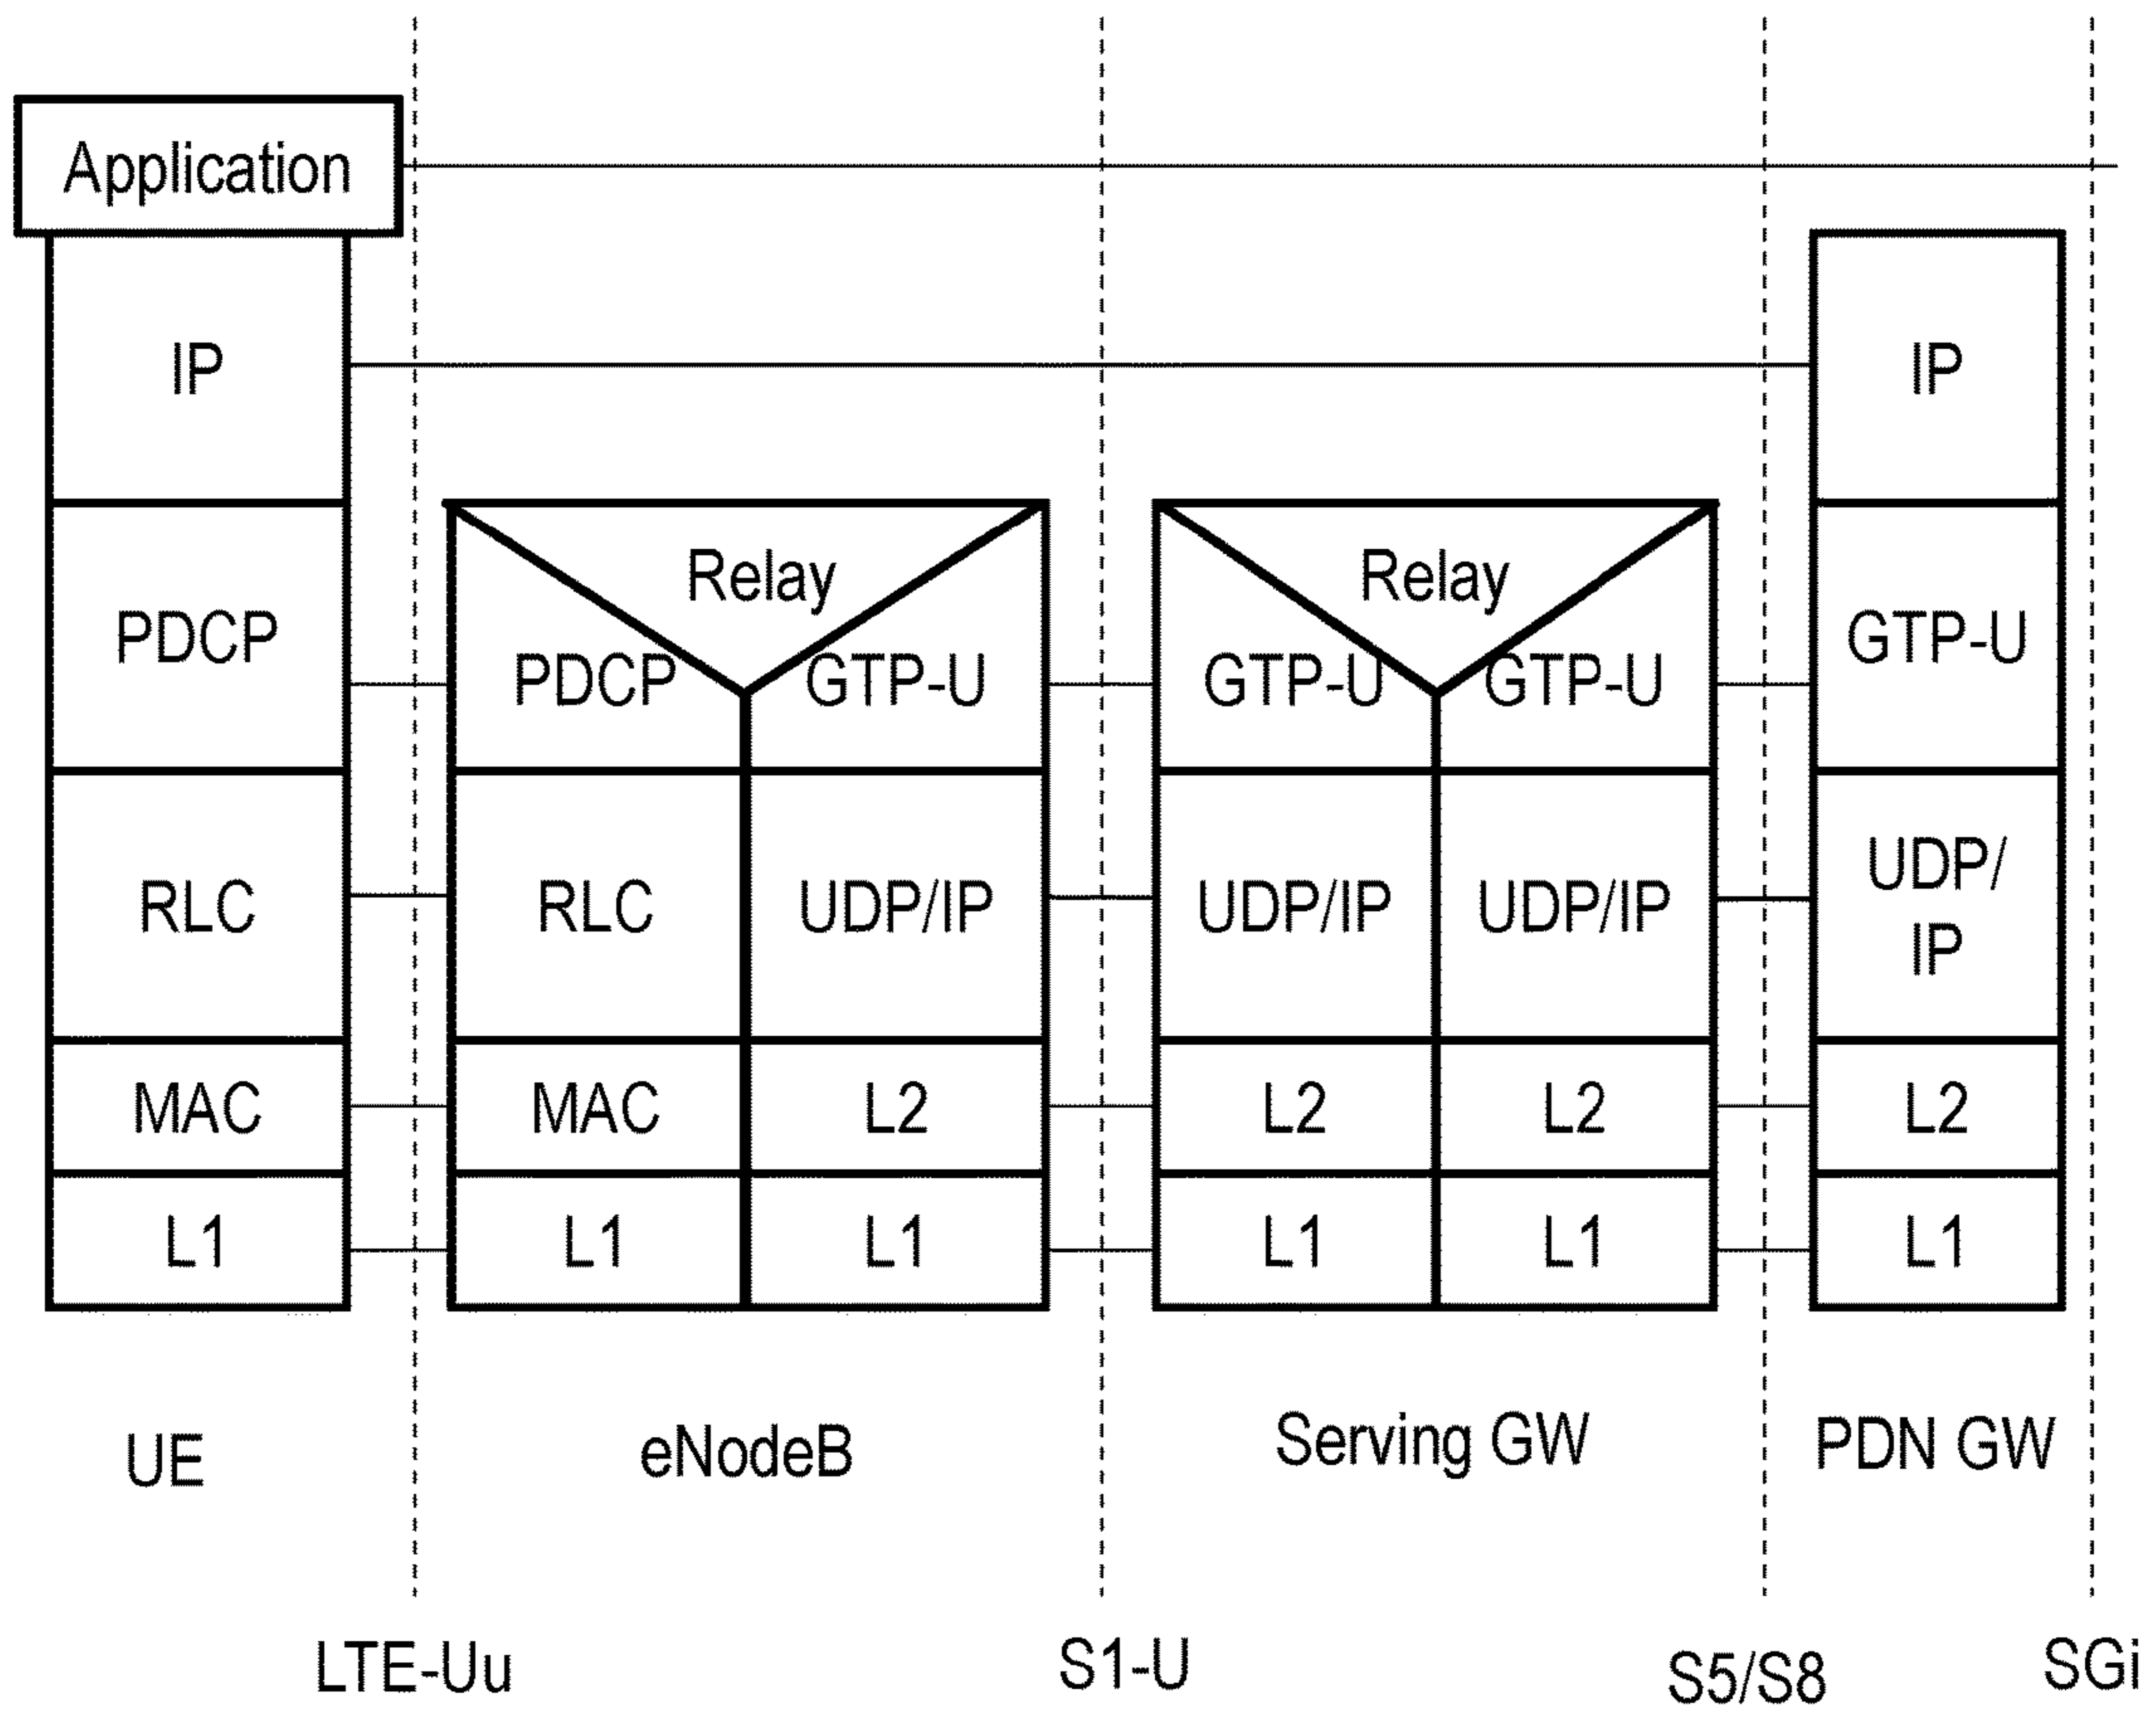 Application
IP
IP
Relay
Relay
PDCP
PDCP
GTP-U
GTP-U
GTP-U
GTP-U
RLC
RLC
UDP/IP
UDP/IP
UDP/IP
UDP/
IP
MAC
MAC
L2
L2
L2
L2
L1
L1
L1
L1
L1
L1
UE
eNodeB
Serving GW
PDN GW
LTE-Uu
S1-U
S5/S8
SGi